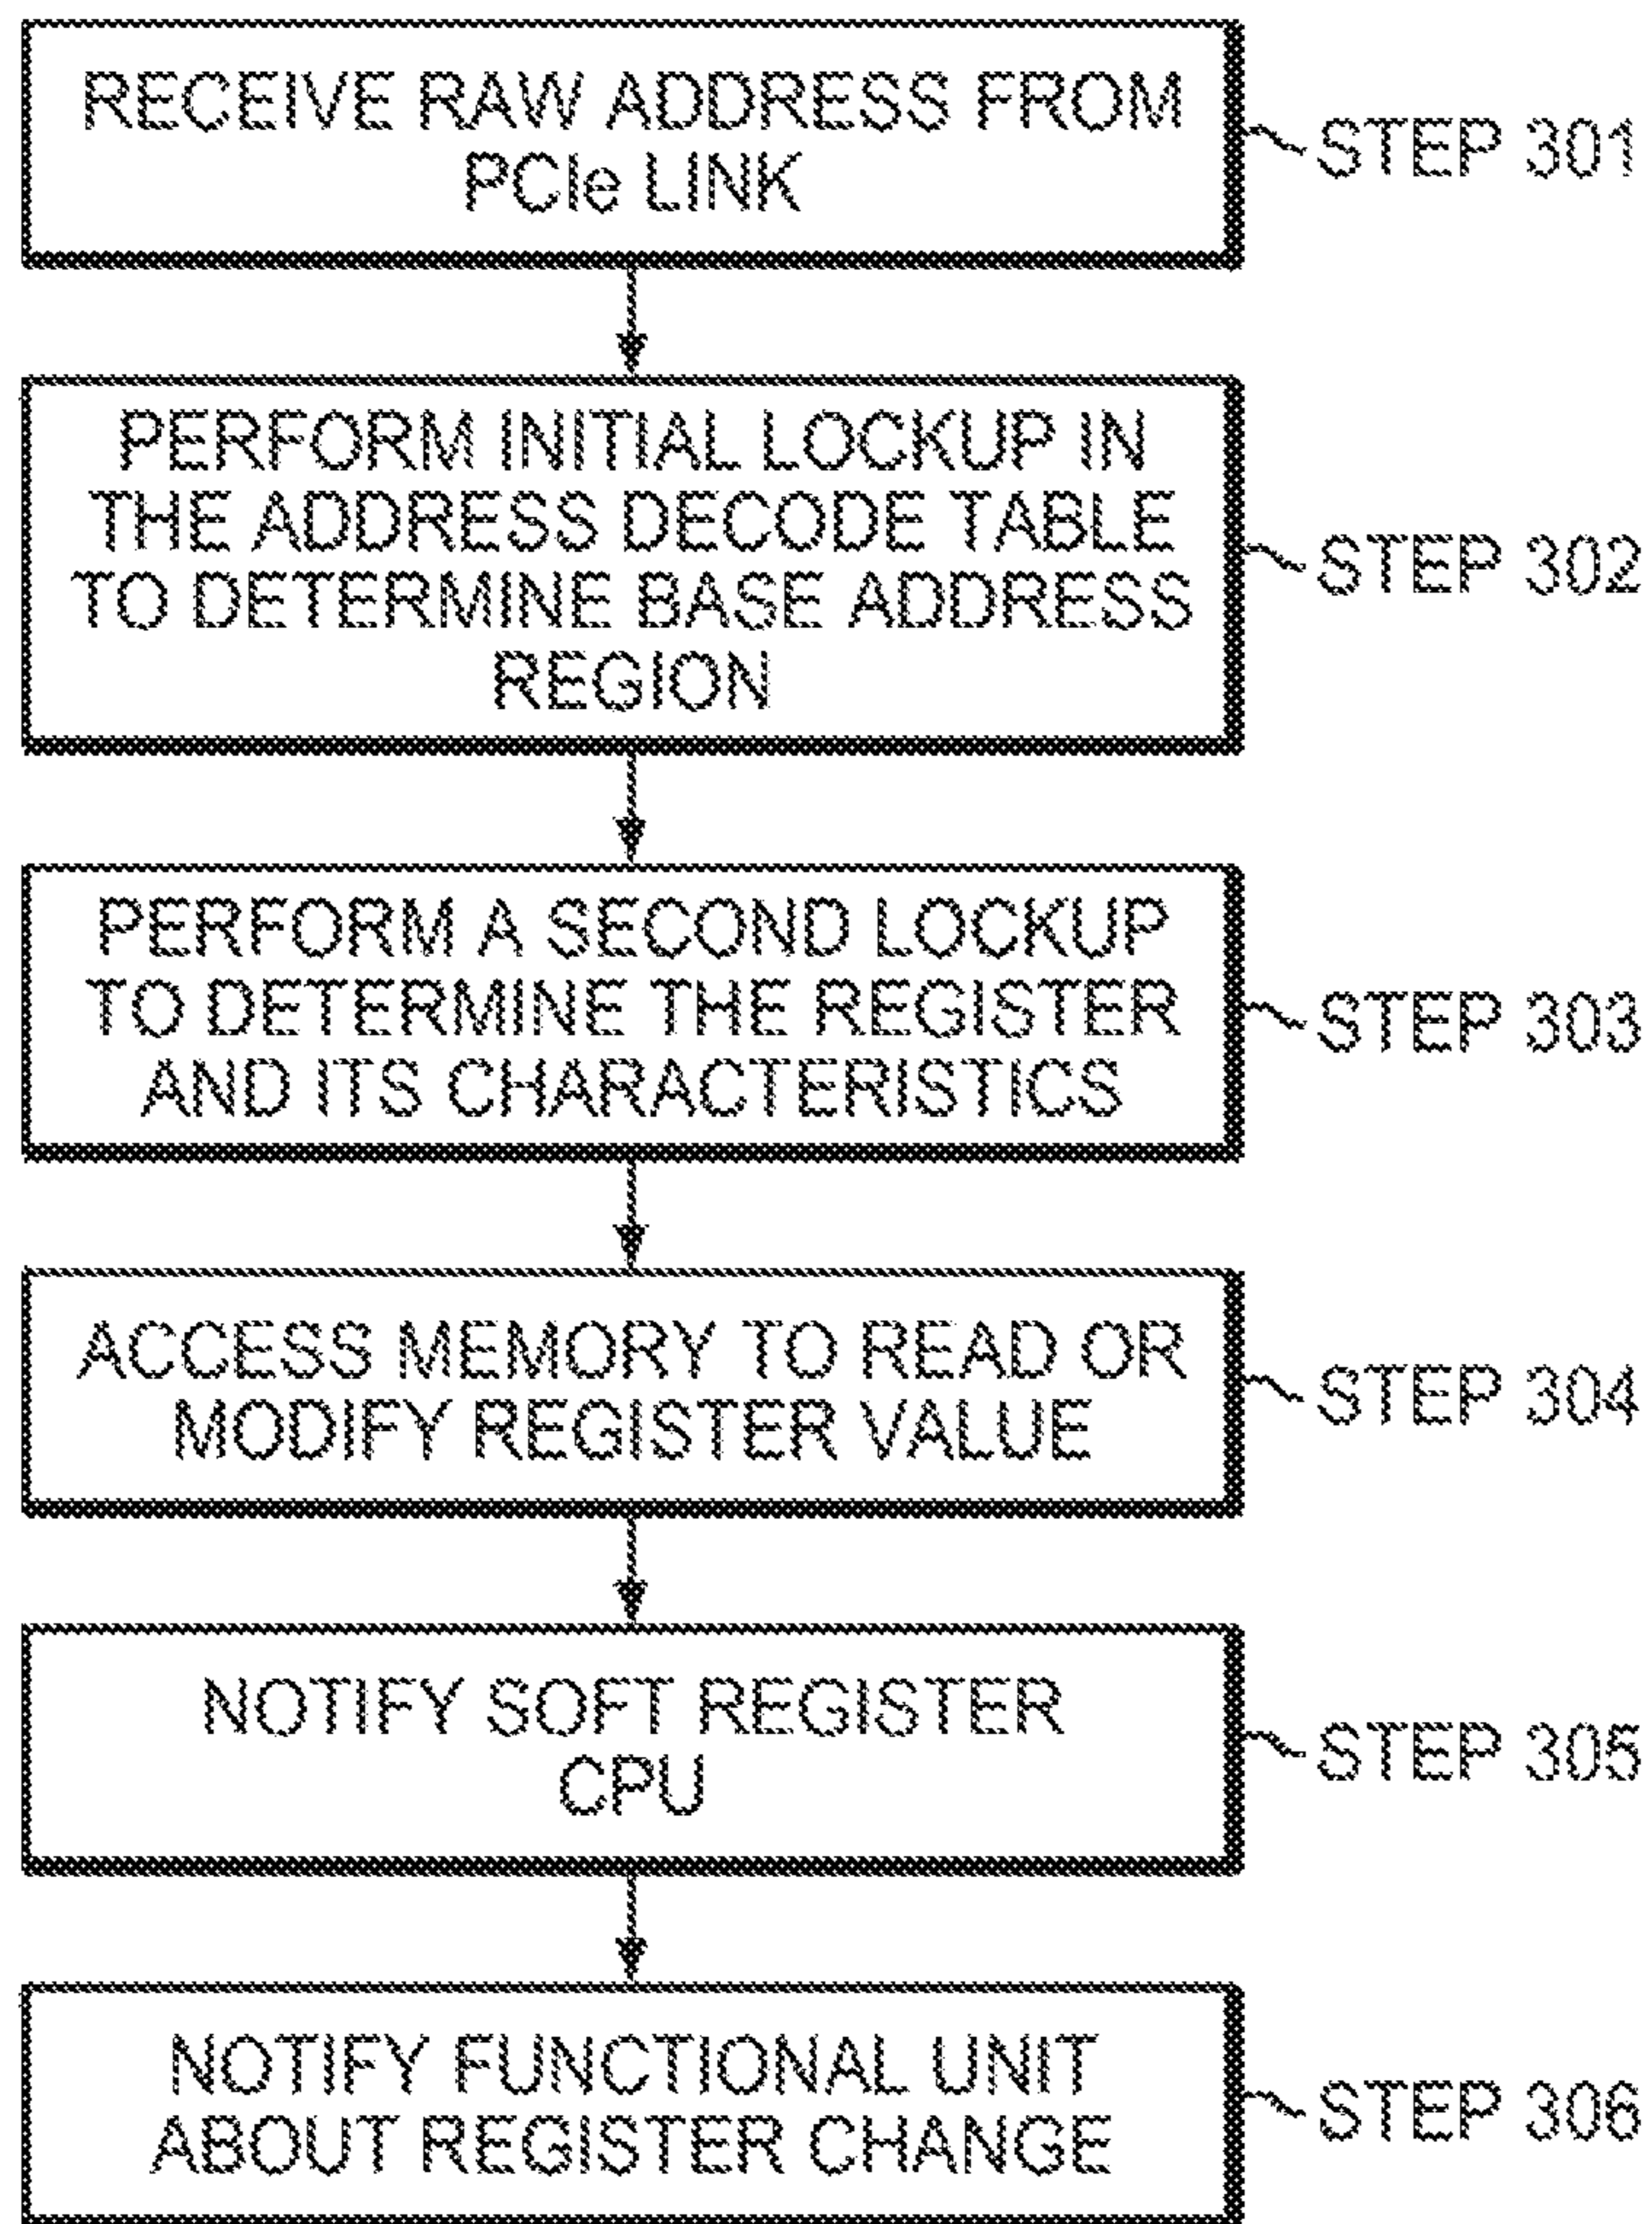 RECEIVE RAW ADDRESS FROM
PCIe LINK
STEP 301
PERFORM INITIAL LOCKUP IN
THE ADDRESS DECODE TABLE
TO DETERMINE BASE ADDRESS
REGION
STEP 302
PERFORM A SECOND LOCKUP
TO DETERMINE THE REGISTER
AND ITS CHARACTERISTICS
STEP 303
ACCESS MEMORY TO READ OR
MODIFY REGISTER VALUE
STEP 304
NOTIFY SOFT REGISTER
CPU
STEP 305
NOTIFY FUNCTIONAL UNIT
ABOUT REGISTER CHANGE
STEP 306